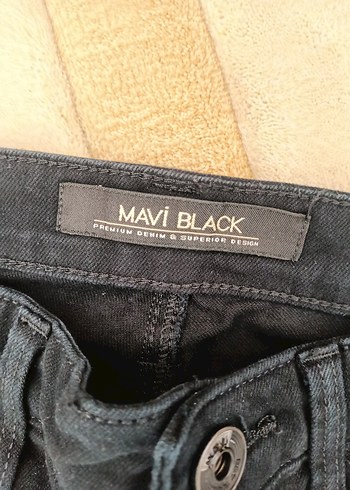 MAVİ BLACK
PREMIUM DENIM & SUPERIOR DESIGN